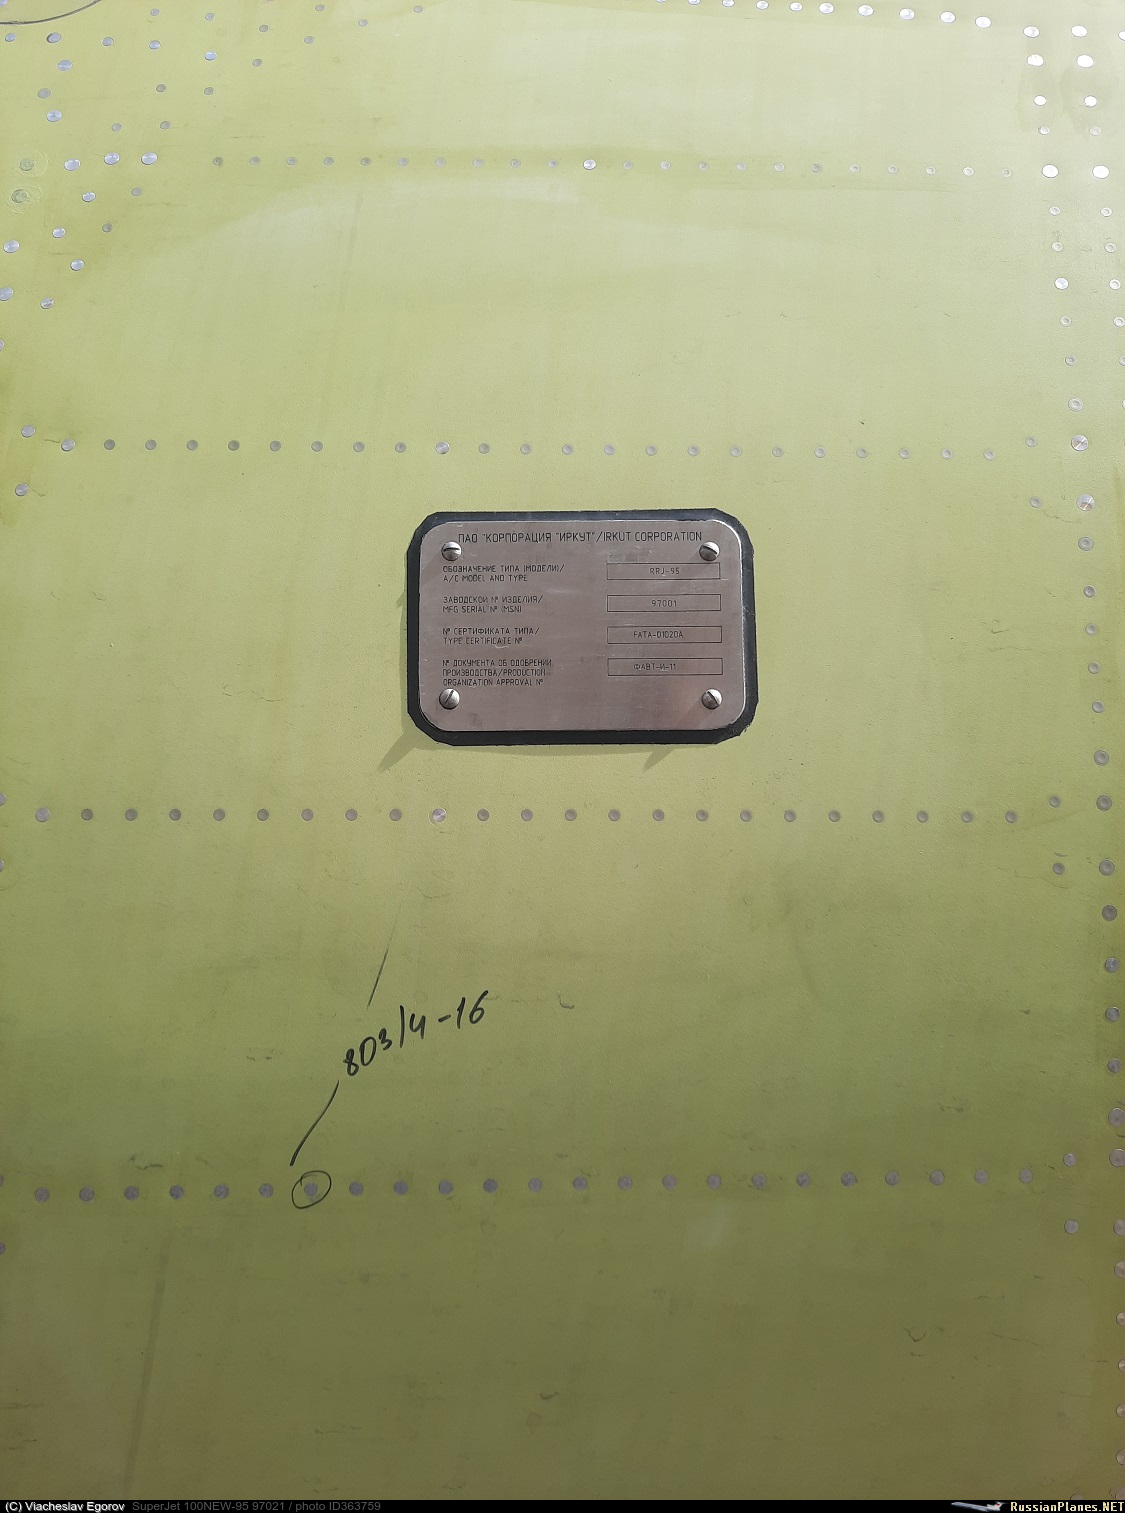 ПАО "КОРПОРАЦИЯ "ИРКУТ"/IRKUT CORPORATION
ОБОЗНАЧЕНИЕ ТИПА (МОДЕЛИ)/
A/C MODEL AND TYPE
RRJ-95
ЗАВОДСКОЙ № ИЗДЕЛИЯ/
MFG SERIAL № (MSN)
97001
№ СЕРТИФИКАТА ТИПА/
TYPE CERTIFICATE №
FATA-01020A
№ ДОКУМЕНТА ОБ ОДОБРЕНИИ
ПРОИЗВОДСТВА/PRODUCTION
ORGANIZATION APPROVAL №
ФАВТ-И-11
803/4-16
(C) Viacheslav Egorov SuperJet 100NEW-95 97021 / photo ID363759
RussianPlanes.NET